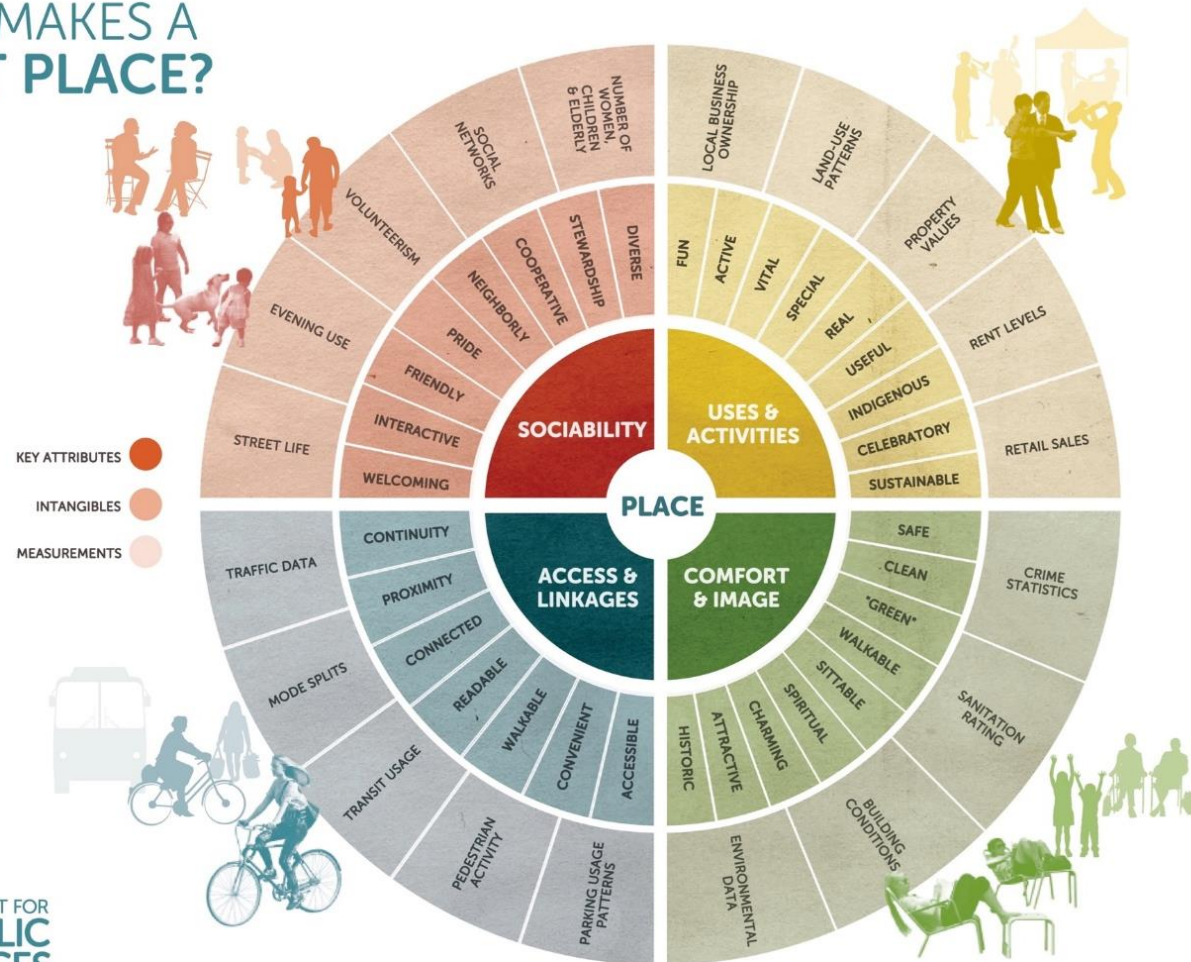 MAKES A
T PLACE?
KEY ATTRIBUTES
INTANGIBLES
MEASUREMENTS
PLACE
SOCIABILITY
USES &
ACTIVITIES
ACCESS &
LINKAGES
COMFORT
& IMAGE
WELCOMING
INTERACTIVE
FRIENDLY
PRIDE
NEIGHBORLY
COOPERATIVE
STEWARDSHIP
DIVERSE
FUN
ACTIVE
VITAL
SPECIAL
REAL
USEFUL
INDIGENOUS
CELEBRATORY
SUSTAINABLE
SAFE
CLEAN
"GREEN"
WALKABLE
SITTABLE
SPIRITUAL
CHARMING
ATTRACTIVE
HISTORIC
ACCESSIBLE
CONVENIENT
WALKABLE
READABLE
CONNECTED
PROXIMITY
CONTINUITY
STREET LIFE
EVENING USE
VOLUNTEERISM
SOCIAL
NETWORKS
NUMBER OF
WOMEN,
CHILDREN
& ELDERLY
LOCAL BUSINESS
OWNERSHIP
LAND-USE
PATTERNS
PROPERTY
VALUES
RENT LEVELS
RETAIL SALES
CRIME
STATISTICS
SANITATION
RATING
BUILDING
CONDITIONS
ENVIRONMENTAL
DATA
PARKING USAGE
PATTERNS
PEDESTRIAN
ACTIVITY
TRANSIT USAGE
MODE SPLITS
TRAFFIC DATA
T FOR
LIC